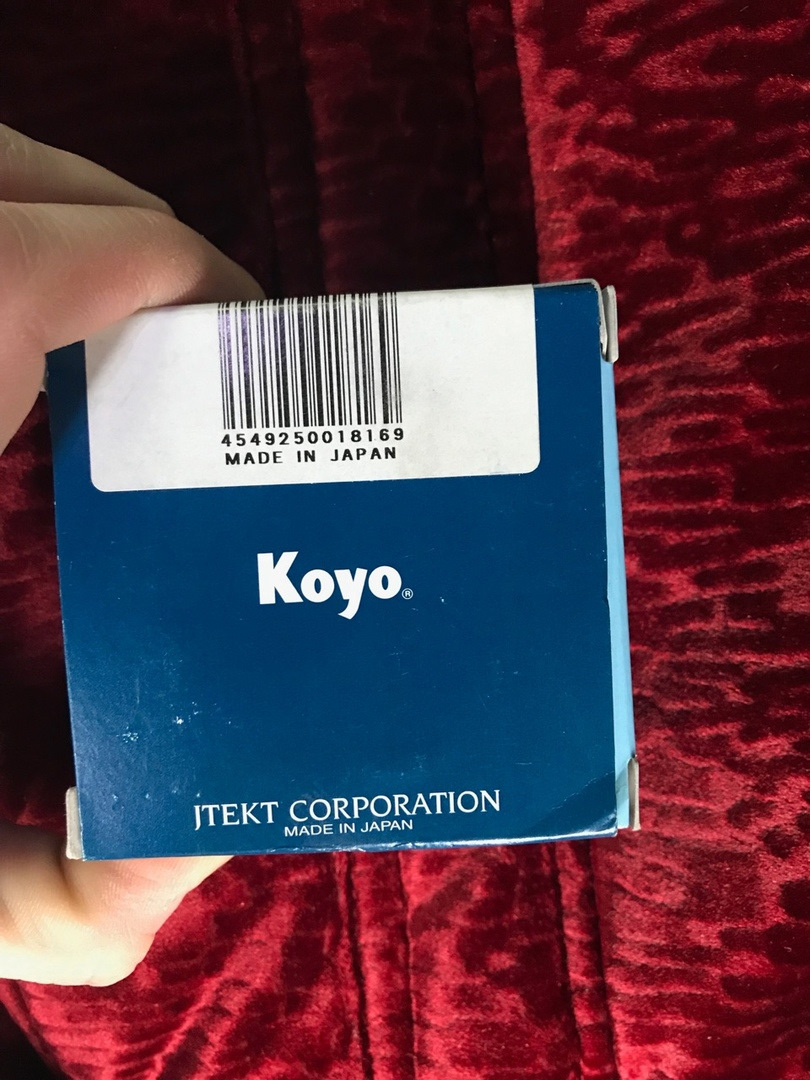 4549250018169
MADE IN JAPAN
Koyo®
JTEKT CORPORATION
MADE IN JAPAN